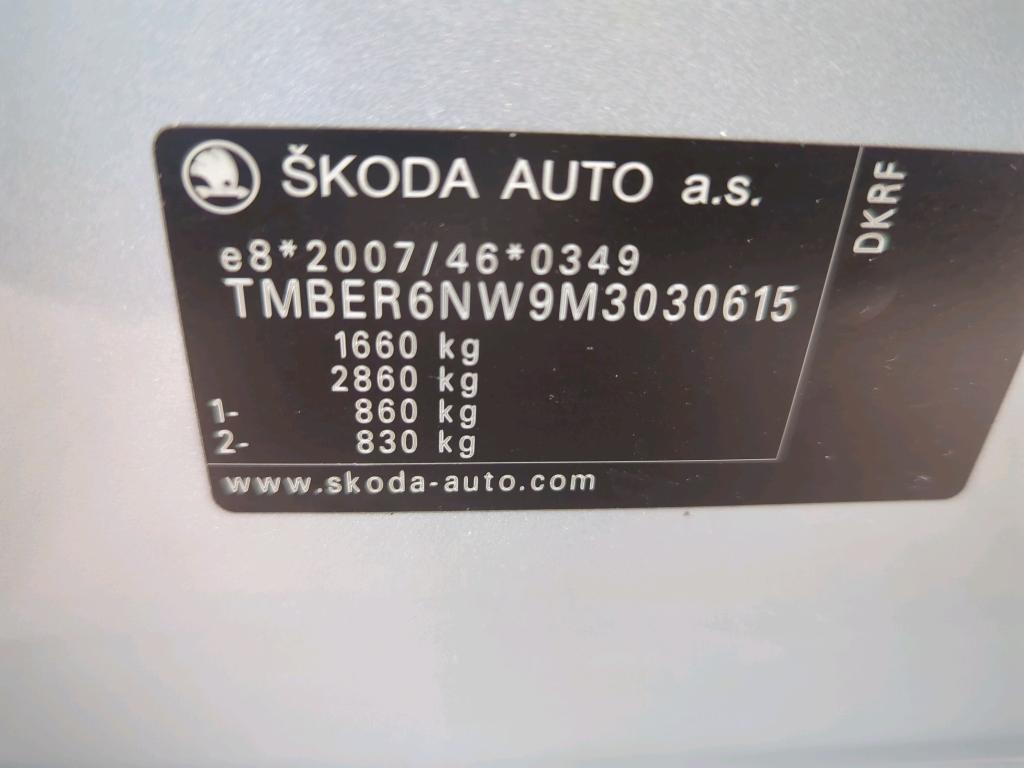 ŠKODA AUTO a.s.
DKRF
e8*2007/46*0349
TMBER6NW9M3030615
1660 kg
2860 kg
1- 860 kg
2- 830 kg
www.skoda-auto.com